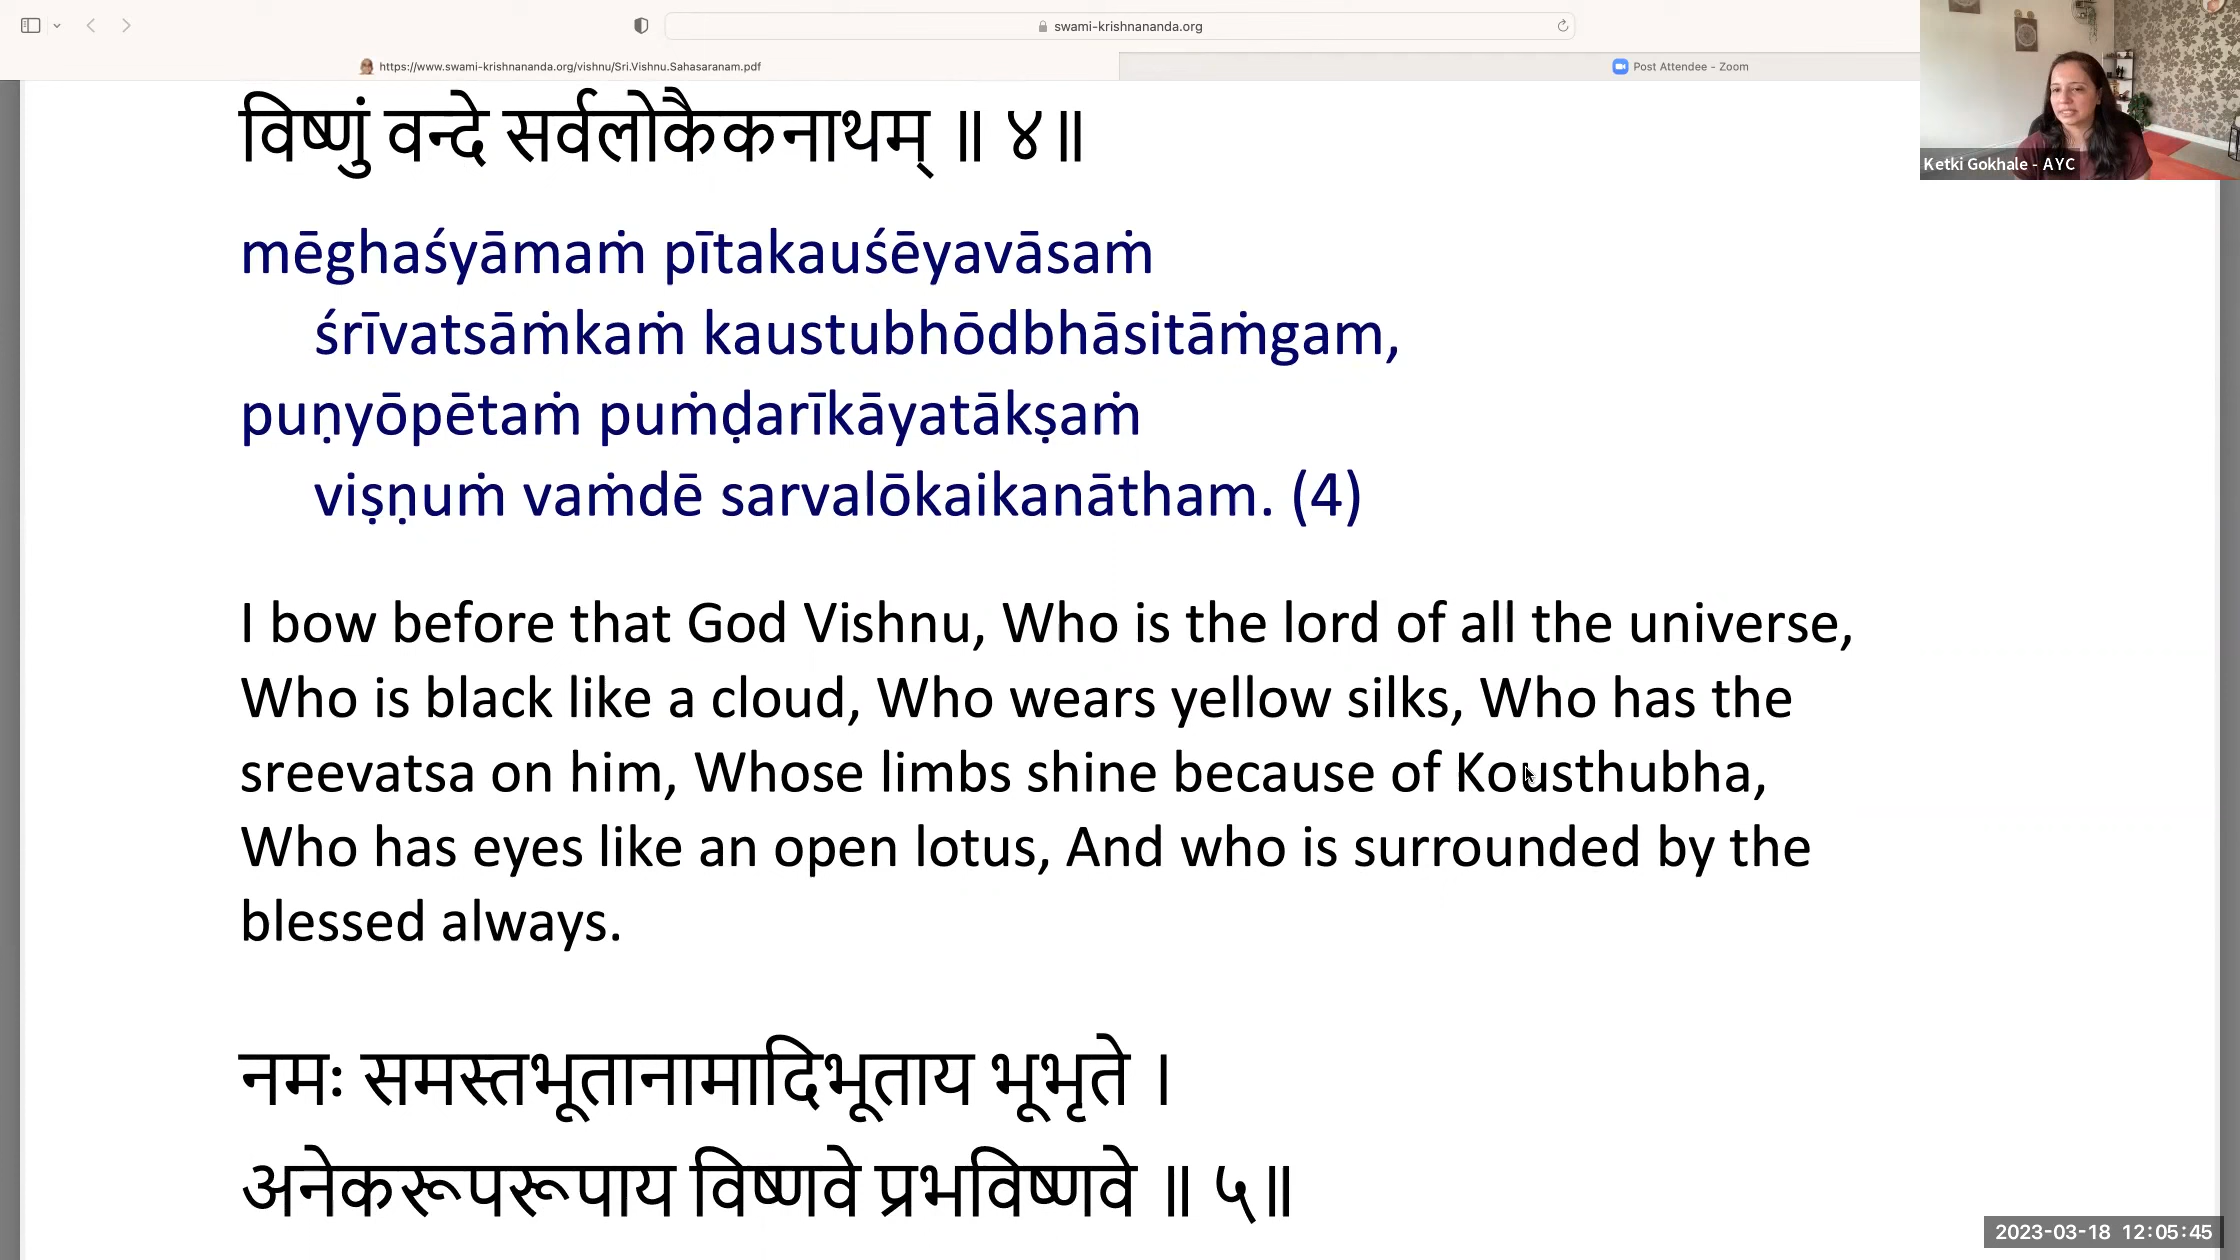 swami-krishnananda.org
https://www.swami-krishnananda.org/vishnu/Sri.Vishnu.Sahasaranam.pdf
Post Attendee - Zoom
Ketki Gokhale - AYC
विष्णुं वन्दे सर्वलोकैकनाथम् ॥ ४॥
mēghaśyāmaṁ pītakauśēyavāsaṁ
śrīvatsāṁkaṁ kaustubhōdbhāsitāṁgam,
puṇyōpētaṁ puṁḍarīkāyatākṣaṁ
viṣṇuṁ vaṁdē sarvalōkaikanātham. (4)
I bow before that God Vishnu, Who is the lord of all the universe,
Who is black like a cloud, Who wears yellow silks, Who has the
sreevatsa on him, Whose limbs shine because of Kousthubha,
Who has eyes like an open lotus, And who is surrounded by the
blessed always.
नमः समस्तभूतानामादिभूताय भूभृते ।
अनेकरूपरूपाय विष्णवे प्रभविष्णवे ॥ ५॥
2023-03-18 12:05:45